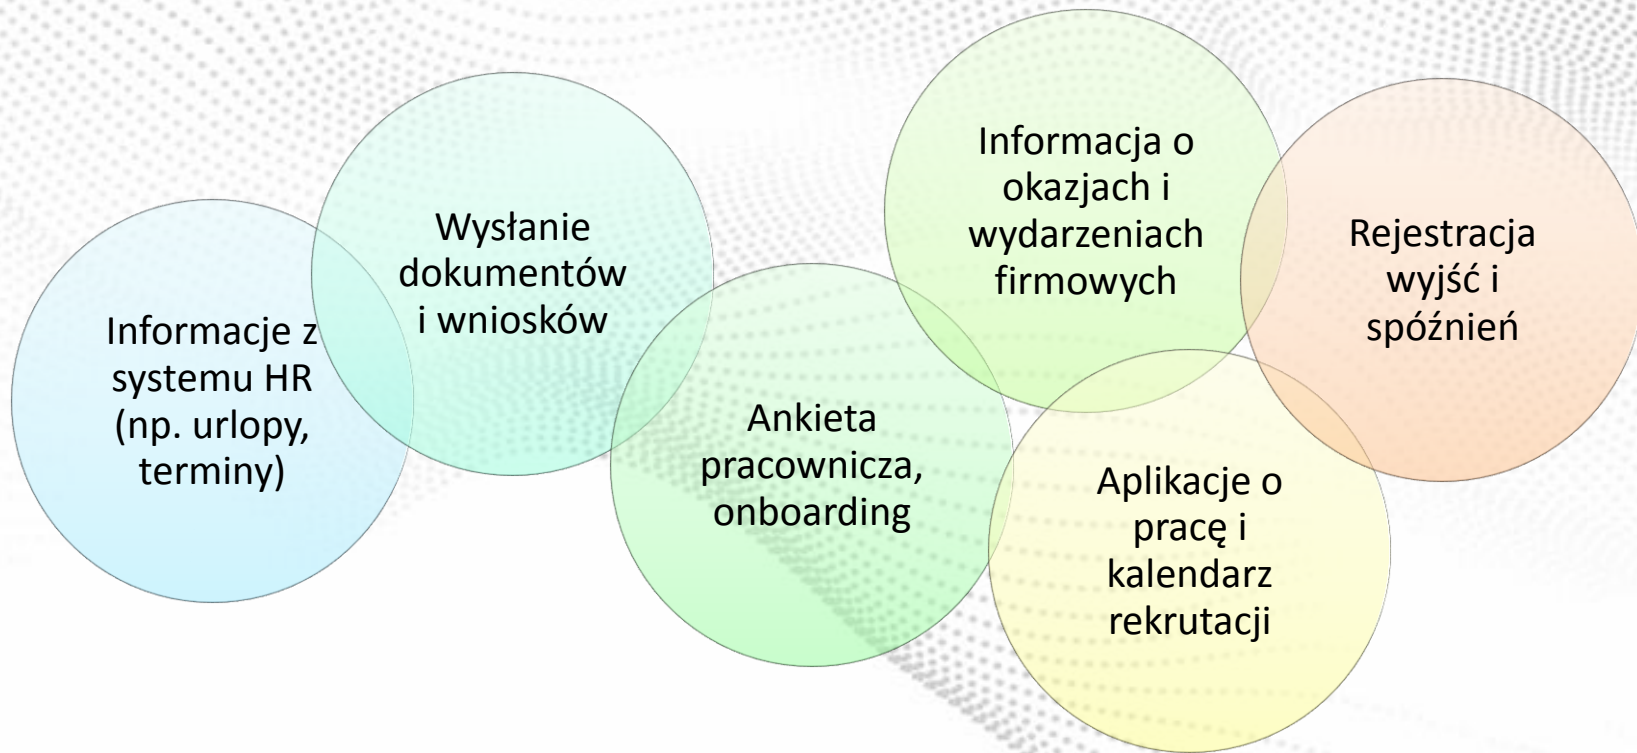 Informacje z
systemu HR
(np. urlopy,
terminy)
Wysłanie
dokumentów
i wniosków
Ankieta
pracownicza,
onboarding
Informacja o
okazjach i
wydarzeniach
firmowych
Aplikacje o
pracę i
kalendarz
rekrutacji
Rejestracja
wyjść i
spóźnień